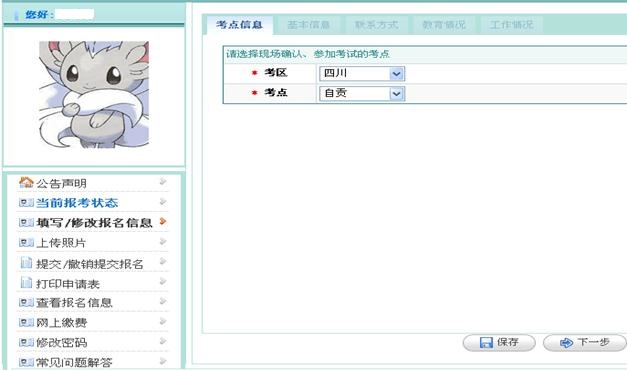 您好：
公告声明
当前报考状态
填写/修改报名信息
上传照片
提交/撤销提交报名
打印申请表
查看报名信息
网上缴费
修改密码
常见问题解答
考点信息 基本信息 联系方式 教育情况 工作情况
请选择现场确认、参加考试的考点
* 考区 四川
* 考点 自贡
保存 下一步